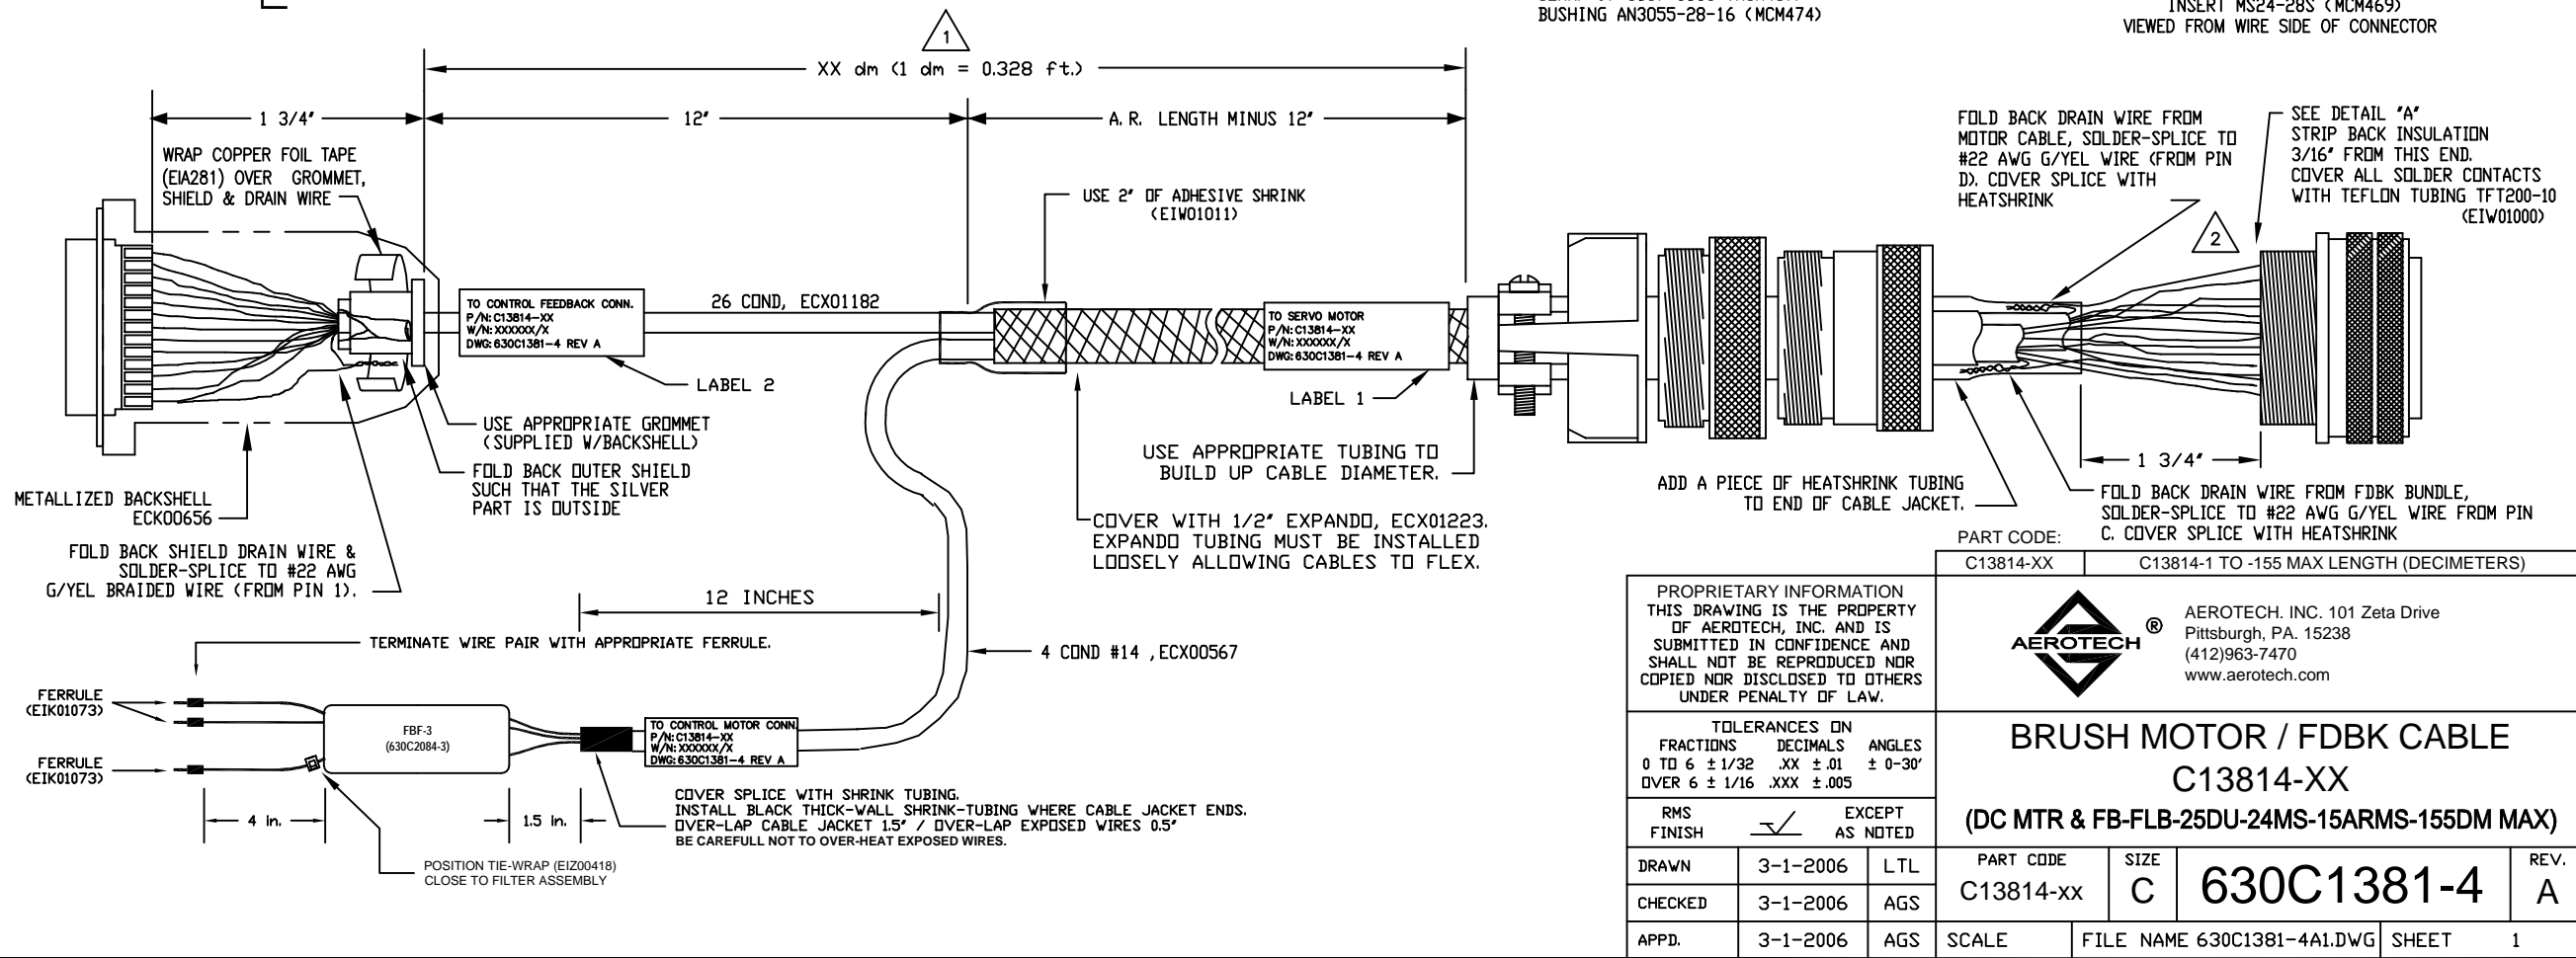 BUSHING AN3055-28-16 (MCM474)
INSERT MS24-28S (MCM469)
VIEWED FROM WIRE SIDE OF CONNECTOR
1
XX dm (1 dm = 0.328 ft.)
1 3/4"
12"
A.R. LENGTH MINUS 12"
WRAP COPPER FOIL TAPE
(EIA281) OVER GROMMET,
SHIELD & DRAIN WIRE
USE 2" OF ADHESIVE SHRINK
(EIW01011)
FOLD BACK DRAIN WIRE FROM
MOTOR CABLE, SOLDER-SPLICE TO
#22 AWG G/YEL WIRE (FROM PIN
D). COVER SPLICE WITH
HEATSHRINK
SEE DETAIL "A"
STRIP BACK INSULATION
3/16" FROM THIS END.
COVER ALL SOLDER CONTACTS
WITH TEFLON TUBING TFT200-10
(EIW01000)
2
TO CONTROL FEEDBACK CONN.
P/N: C13814-XX
W/N: XXXXXX/X
DWG: 630C1381-4 REV A
26 COND, ECX01182
TO SERVO MOTOR
P/N: C13814-XX
W/N: XXXXXX/X
DWG: 630C1381-4 REV A
LABEL 2
LABEL 1
USE APPROPRIATE GROMMET
(SUPPLIED W/BACKSHELL)
FOLD BACK OUTER SHIELD
SUCH THAT THE SILVER
PART IS OUTSIDE
METALLIZED BACKSHELL
ECK00656
FOLD BACK SHIELD DRAIN WIRE &
SOLDER-SPLICE TO #22 AWG
G/YEL BRAIDED WIRE (FROM PIN 1).
USE APPROPRIATE TUBING TO
BUILD UP CABLE DIAMETER.
COVER WITH 1/2" EXPANDO, ECX01223.
EXPANDO TUBING MUST BE INSTALLED
LOOSELY ALLOWING CABLES TO FLEX.
ADD A PIECE OF HEATSHRINK TUBING
TO END OF CABLE JACKET.
1 3/4"
FOLD BACK DRAIN WIRE FROM FDBK BUNDLE,
SOLDER-SPLICE TO #22 AWG G/YEL WIRE FROM PIN
C. COVER SPLICE WITH HEATSHRINK
12 INCHES
TERMINATE WIRE PAIR WITH APPROPRIATE FERRULE.
4 COND #14 ,ECX00567
FERRULE
(EIK01073)
FERRULE
(EIK01073)
FBF-3
(630C2084-3)
TO CONTROL MOTOR CONN.
P/N: C13814-XX
W/N: XXXXXX/X
DWG: 630C1381-4 REV A
4 in.
1.5 in.
COVER SPLICE WITH SHRINK TUBING.
INSTALL BLACK THICK-WALL SHRINK-TUBING WHERE CABLE JACKET ENDS.
OVER-LAP CABLE JACKET 1.5" / OVER-LAP EXPOSED WIRES 0.5"
BE CAREFULL NOT TO OVER-HEAT EXPOSED WIRES.
POSITION TIE-WRAP (EIZ00418)
CLOSE TO FILTER ASSEMBLY
PART CODE:
C13814-XX
C13814-1 TO -155 MAX LENGTH (DECIMETERS)
PROPRIETARY INFORMATION
THIS DRAWING IS THE PROPERTY
OF AEROTECH, INC. AND IS
SUBMITTED IN CONFIDENCE AND
SHALL NOT BE REPRODUCED NOR
COPIED NOR DISCLOSED TO OTHERS
UNDER PENALTY OF LAW.
AEROTECH ®
AEROTECH. INC. 101 Zeta Drive
Pittsburgh, PA. 15238
(412)963-7470
www.aerotech.com
TOLERANCES ON
FRACTIONS DECIMALS ANGLES
0 TO 6 ± 1/32 .XX ± .01 ± 0-30'
OVER 6 ± 1/16 .XXX ± .005
RMS FINISH
EXCEPT AS NOTED
BRUSH MOTOR / FDBK CABLE
C13814-XX
(DC MTR & FB-FLB-25DU-24MS-15ARMS-155DM MAX)
DRAWN 3-1-2006 LTL
CHECKED 3-1-2006 AGS
APPD. 3-1-2006 AGS
PART CODE
C13814-xx
SIZE
C
630C1381-4
REV.
A
SCALE
FILE NAME 630C1381-4A1.DWG
SHEET 1